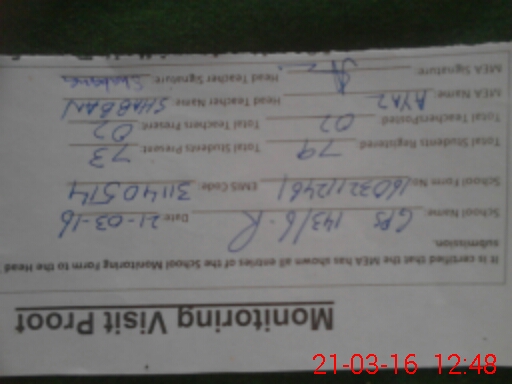 Monitoring Visit Proof
It is certified that the MEA has shown all entries of the School Monitoring Form to the Head
submission.
School Name: GPS 143/6-R Date: 21-03-16
School Form No: EMIS Code: 31140514
Total Students Registered: 79 Total Students Present: 73
Total Teachers Posted: 02 Total Teachers Present: 02
MEA Name: AYAZ Head Teacher Name: SHABBAN
MEA Signature: Head Teacher Signature:
21-03-16 12:48